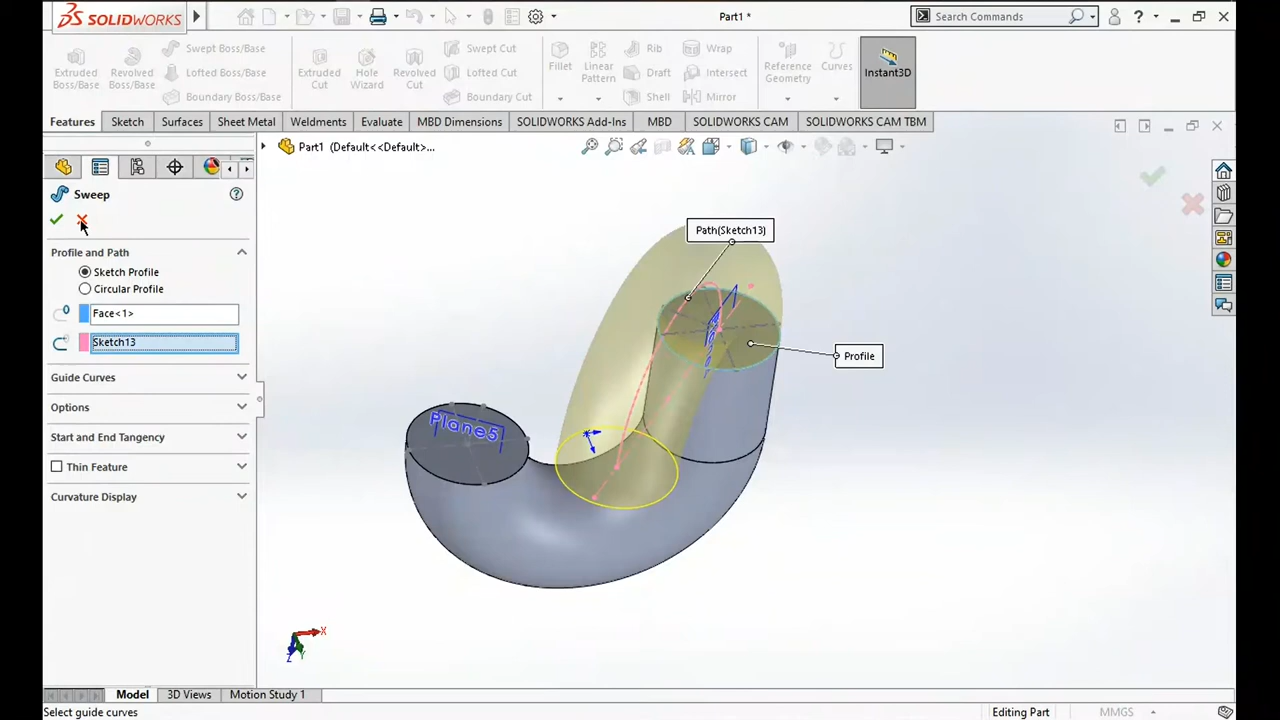 SOLIDWORKS
Part1 *
Search Commands
?
Extruded Boss/Base
Revolved Boss/Base
Swept Boss/Base
Lofted Boss/Base
Boundary Boss/Base
Extruded Cut
Hole Wizard
Revolved Cut
Swept Cut
Lofted Cut
Boundary Cut
Fillet
Linear Pattern
Rib
Draft
Shell
Wrap
Intersect
Mirror
Reference Geometry
Curves
Instant3D
Features
Sketch
Surfaces
Sheet Metal
Weldments
Evaluate
MBD Dimensions
SOLIDWORKS Add-Ins
MBD
SOLIDWORKS CAM
SOLIDWORKS CAM TBM
Part1 (Default<<Default>...
Sweep
?
Profile and Path
Sketch Profile
Circular Profile
Face<1>
Sketch13
Guide Curves
Options
Start and End Tangency
Thin Feature
Curvature Display
Path(Sketch13)
Profile
Plane5
X
Y
Z
Model
3D Views
Motion Study 1
Select guide curves
Editing Part
MMGS